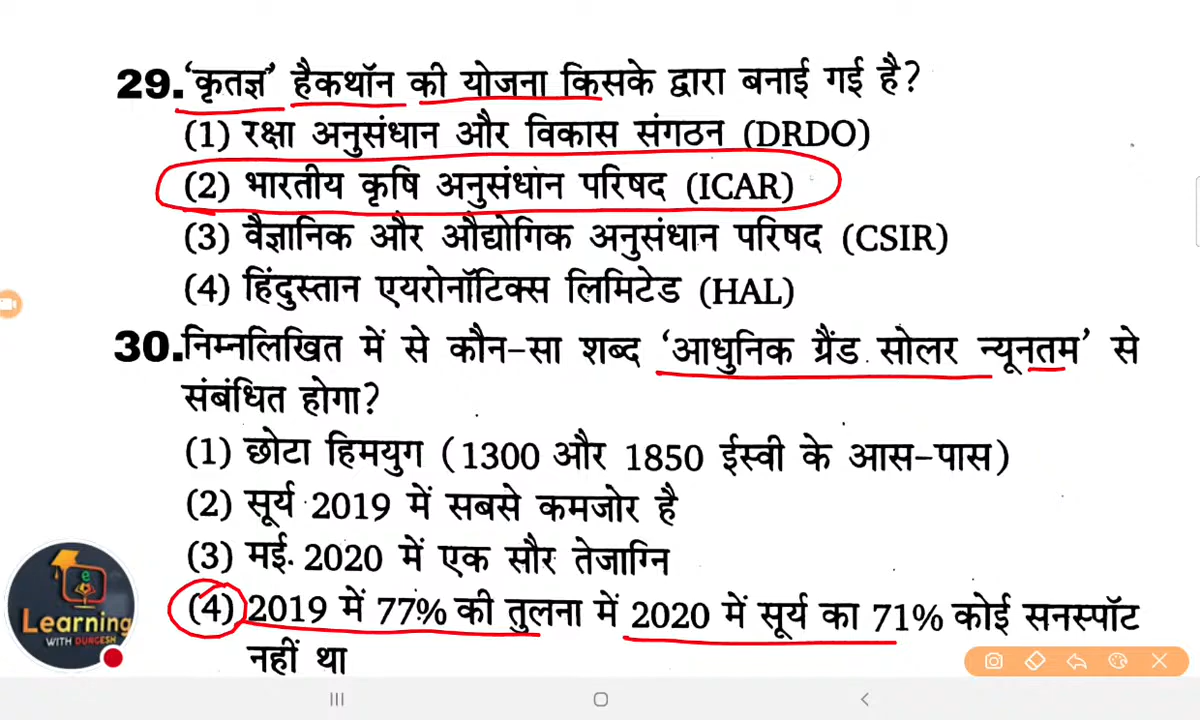 29. ‘कृतज्ञ’ हैकथॉन की योजना किसके द्वारा बनाई गई है?
(1) रक्षा अनुसंधान और विकास संगठन (DRDO)
(2) भारतीय कृषि अनुसंधान परिषद (ICAR)
(3) वैज्ञानिक और औद्योगिक अनुसंधान परिषद (CSIR)
(4) हिंदुस्तान एयरोनॉटिक्स लिमिटेड (HAL)
30. निम्नलिखित में से कौन-सा शब्द ‘आधुनिक ग्रैंड सोलर न्यूनतम’ से
संबंधित होगा?
(1) छोटा हिमयुग (1300 और 1850 ईस्वी के आस-पास)
(2) सूर्य 2019 में सबसे कमजोर है
(3) मई 2020 में एक सौर तेजाग्नि
(4) 2019 में 77% की तुलना में 2020 में सूर्य का 71% कोई सनस्पॉट
नहीं था
e
Learning
WITH DURGESH